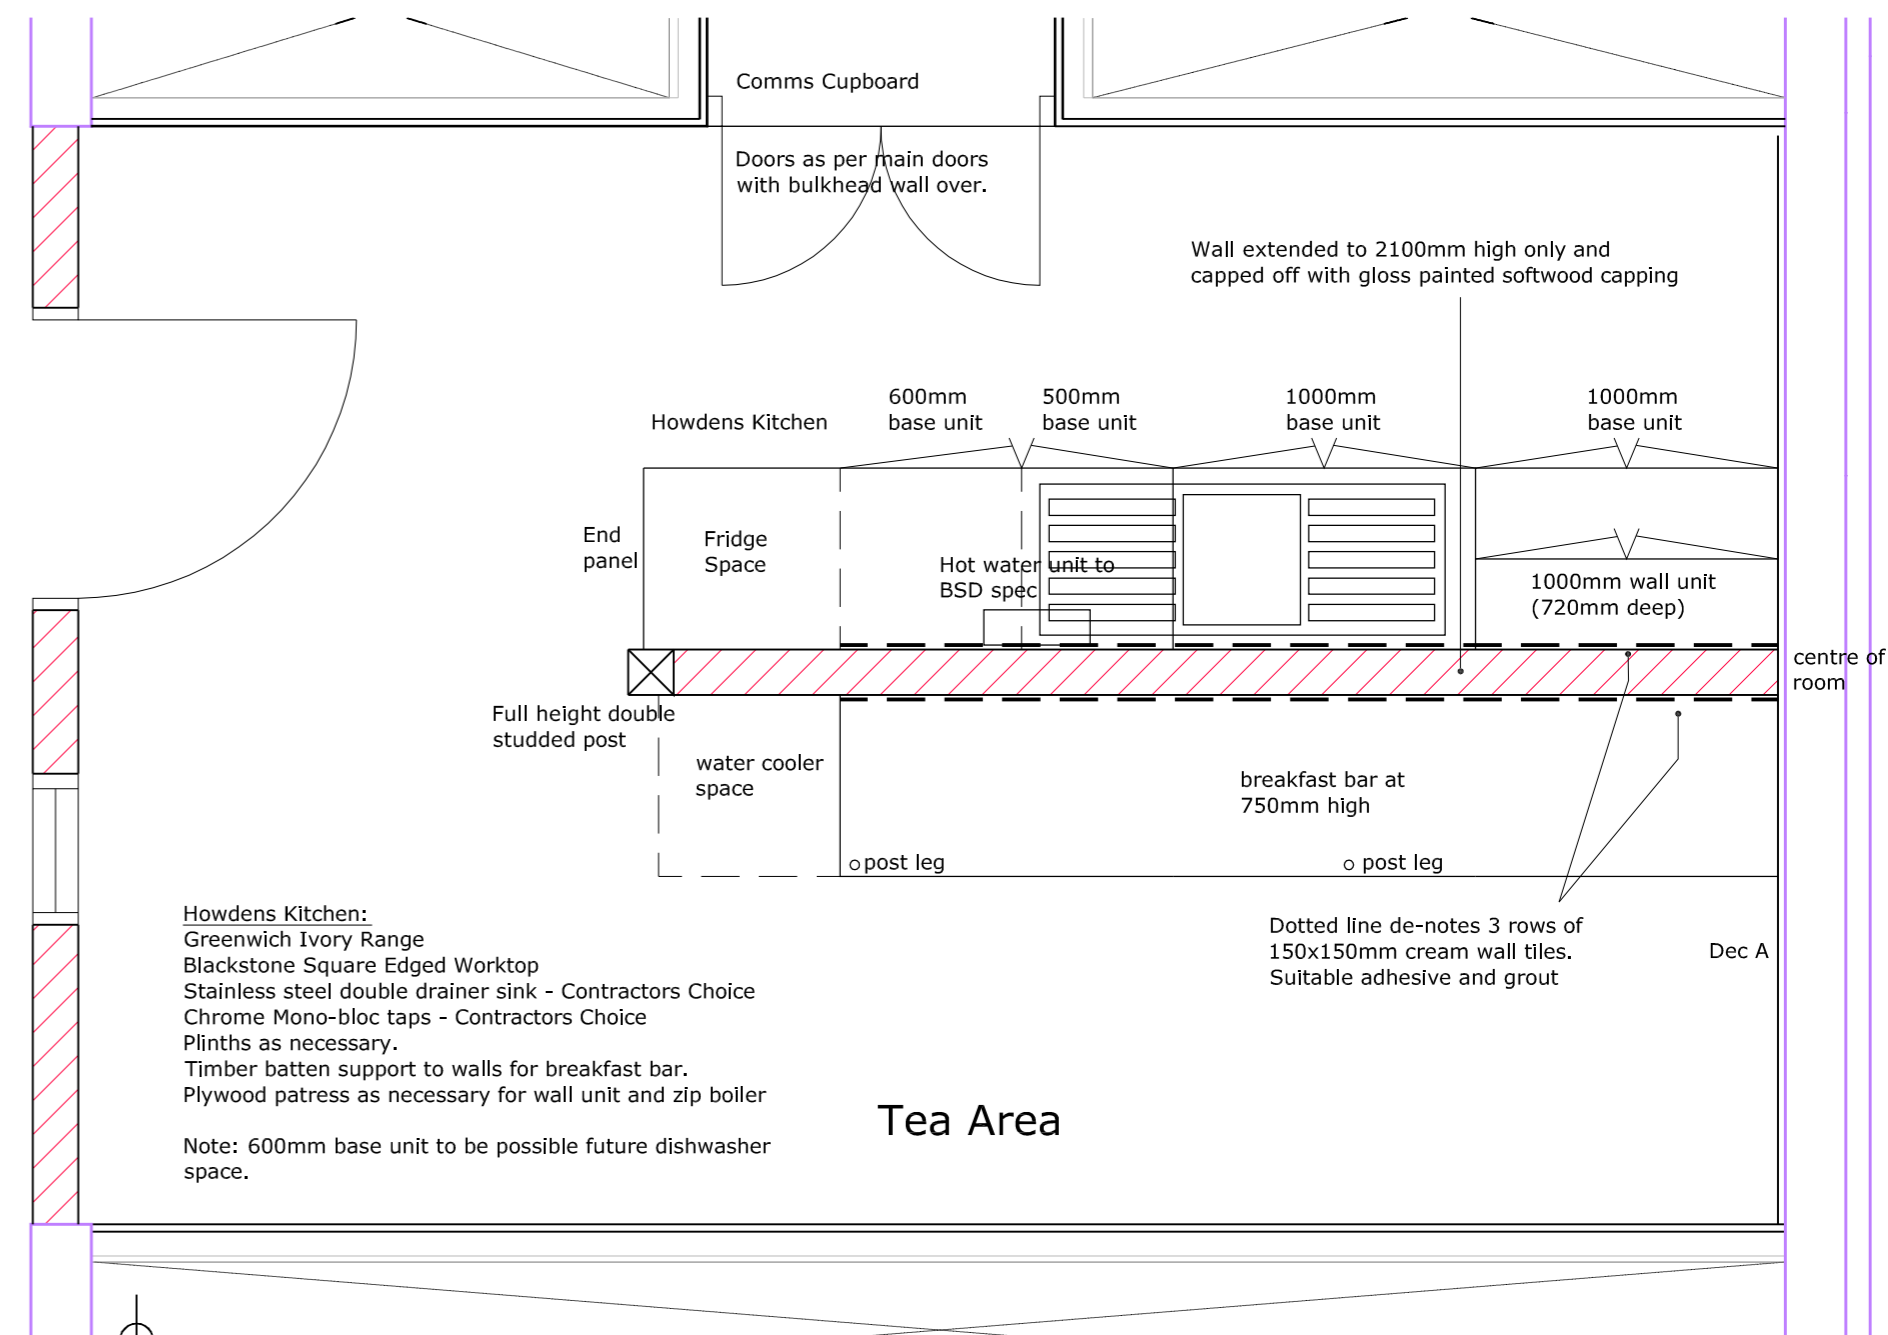 Comms Cupboard
Doors as per main doors
with bulkhead wall over.
Wall extended to 2100mm high only and
capped off with gloss painted softwood capping
Howdens Kitchen
600mm
base unit
500mm
base unit
1000mm
base unit
1000mm
base unit
End
panel
Fridge
Space
Hot water unit to
BSD spec
1000mm wall unit
(720mm deep)
centre of
room
Full height double
studded post
water cooler
space
breakfast bar at
750mm high
post leg
post leg
Howdens Kitchen:
Greenwich Ivory Range
Blackstone Square Edged Worktop
Stainless steel double drainer sink - Contractors Choice
Chrome Mono-bloc taps - Contractors Choice
Plinths as necessary.
Timber batten support to walls for breakfast bar.
Plywood patress as necessary for wall unit and zip boiler
Note: 600mm base unit to be possible future dishwasher
space.
Dotted line de-notes 3 rows of
150x150mm cream wall tiles.
Suitable adhesive and grout
Dec A
Tea Area